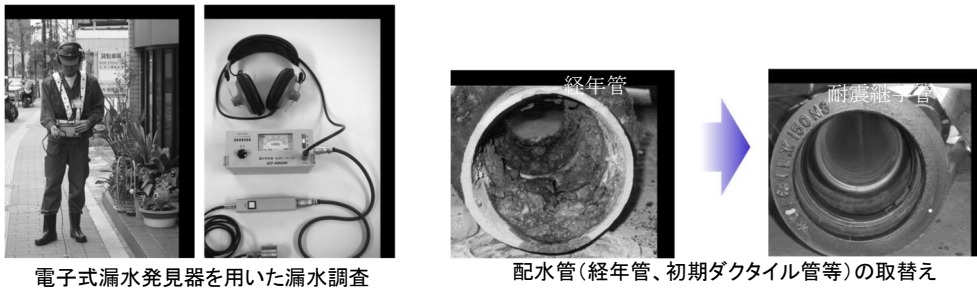 経年管
耐震継手管
電子式漏水発見器を用いた漏水調査
配水管（経年管、初期ダクタイル管等）の取替え